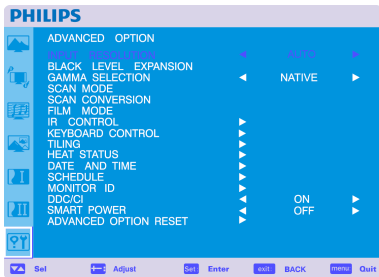 PHILIPS
ADVANCED OPTION
INPUT RESOLUTION AUTO
BLACK LEVEL EXPANSION
GAMMA SELECTION NATIVE
SCAN MODE
SCAN CONVERSION
FILM MODE
IR CONTROL
KEYBOARD CONTROL
TILING
HEAT STATUS
DATE AND TIME
SCHEDULE
MONITOR ID
DDC/CI ON
SMART POWER OFF
ADVANCED OPTION RESET
Sel Adjust Set Enter exit BACK menu Quit